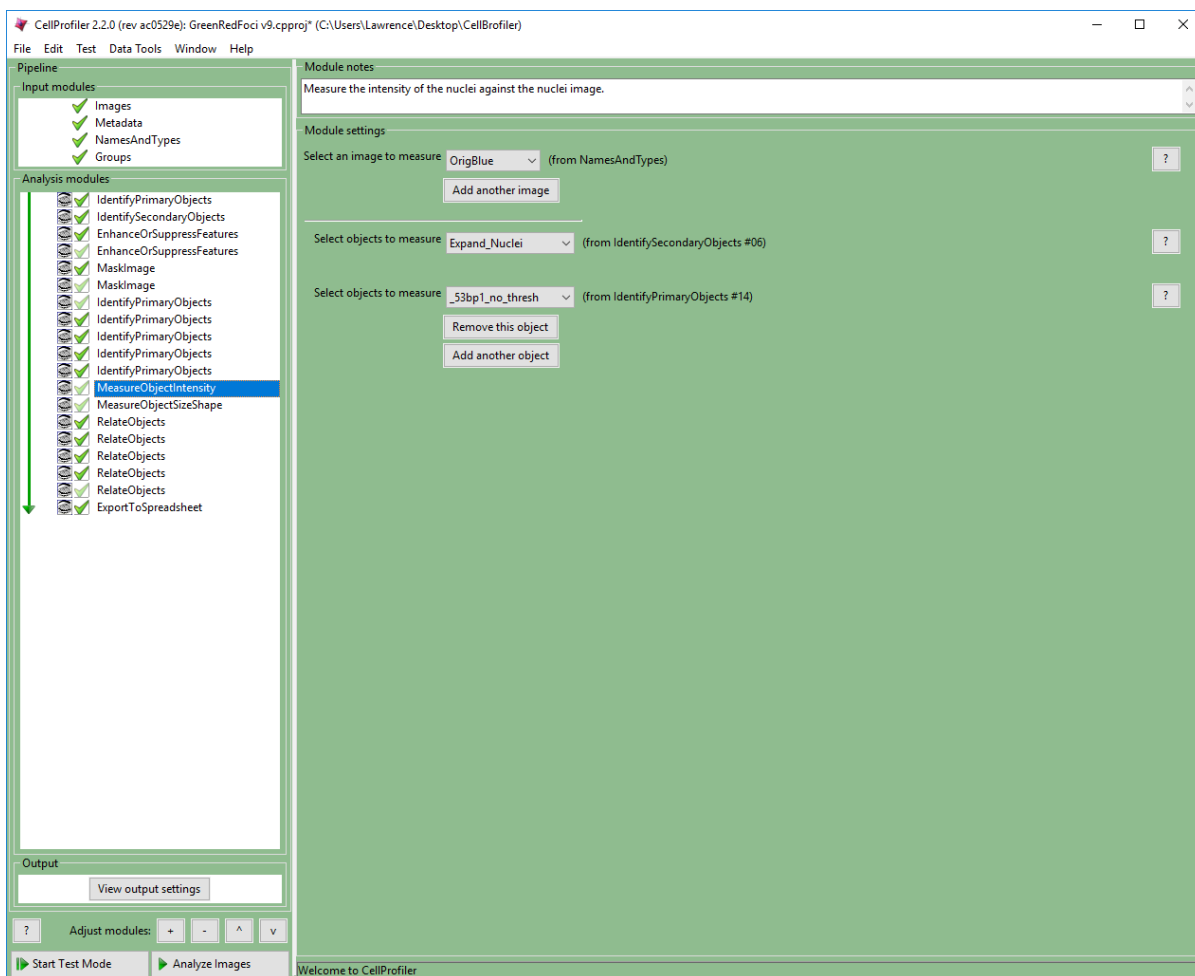 CellProfiler 2.2.0 (rev ac0529e): GreenRedFoci v9.cpproj* (C:\Users\Lawrence\Desktop\CellBrofiler)
File Edit Test Data Tools Window Help
Pipeline
Input modules
Images
Metadata
NamesAndTypes
Groups
Analysis modules
IdentifyPrimaryObjects
IdentifySecondaryObjects
EnhanceOrSuppressFeatures
EnhanceOrSuppressFeatures
MaskImage
MaskImage
IdentifyPrimaryObjects
IdentifyPrimaryObjects
IdentifyPrimaryObjects
IdentifyPrimaryObjects
IdentifyPrimaryObjects
MeasureObjectIntensity
MeasureObjectSizeShape
RelateObjects
RelateObjects
RelateObjects
RelateObjects
RelateObjects
ExportToSpreadsheet
Output
View output settings
? Adjust modules: + - ^ v
Start Test Mode Analyze Images
Module notes
Measure the intensity of the nuclei against the nuclei image.
Module settings
Select an image to measure OrigBlue (from NamesAndTypes) ?
Add another image
Select objects to measure Expand_Nuclei (from IdentifySecondaryObjects #06) ?
Select objects to measure _53bp1_no_thresh (from IdentifyPrimaryObjects #14) ?
Remove this object
Add another object
Welcome to CellProfiler